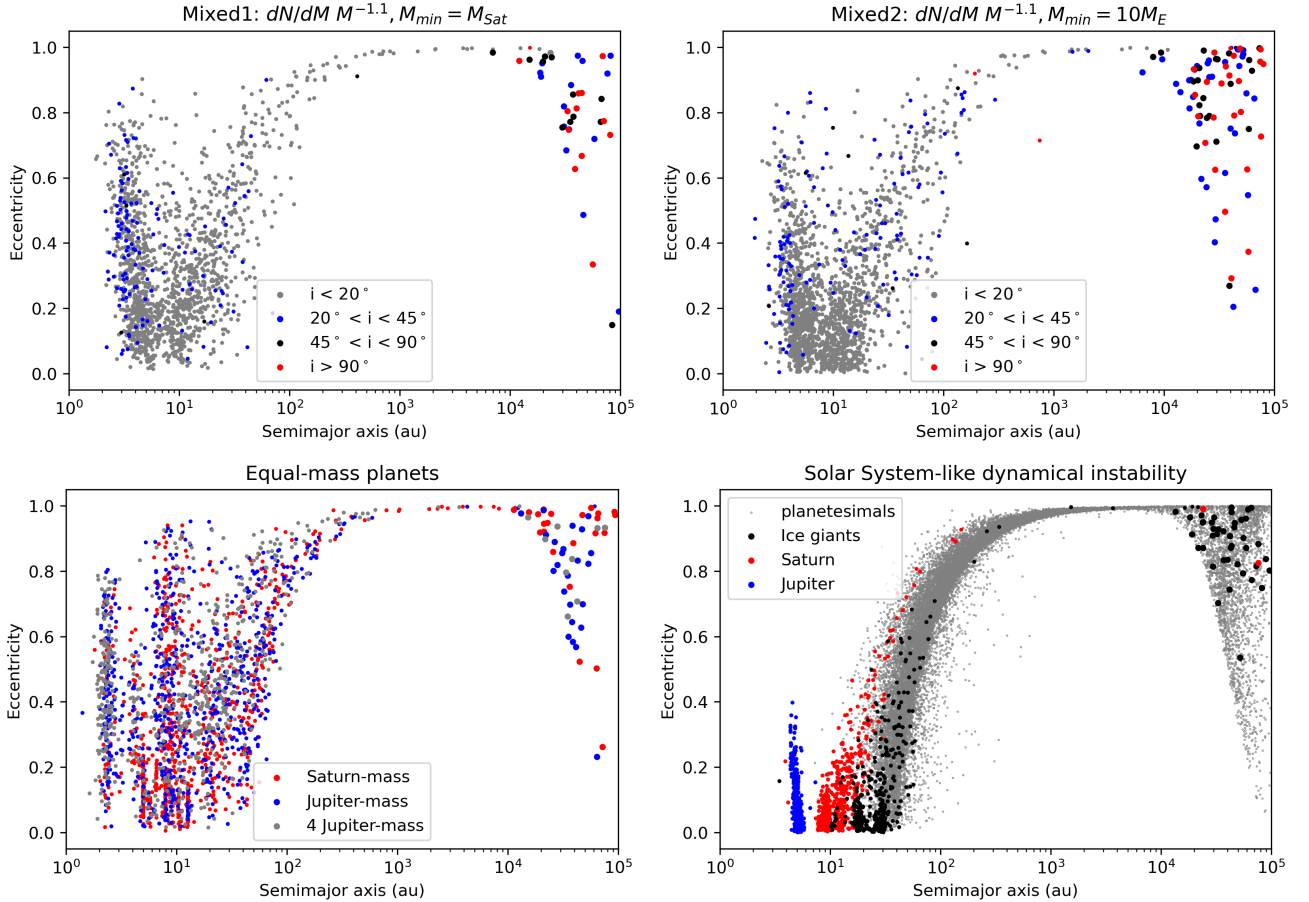 Mixed1: dN/dM M^{-1.1}, M_{min} = M_{Sat}
Eccentricity
1.0
0.8
0.6
0.4
0.2
0.0
i < 20°
20° < i < 45°
45° < i < 90°
i > 90°
10^0 10^1 10^2 10^3 10^4 10^5
Semimajor axis (au)
Mixed2: dN/dM M^{-1.1}, M_{min} = 10M_E
Eccentricity
1.0
0.8
0.6
0.4
0.2
0.0
i < 20°
20° < i < 45°
45° < i < 90°
i > 90°
10^0 10^1 10^2 10^3 10^4 10^5
Semimajor axis (au)
Equal-mass planets
Eccentricity
1.0
0.8
0.6
0.4
0.2
0.0
Saturn-mass
Jupiter-mass
4 Jupiter-mass
10^0 10^1 10^2 10^3 10^4 10^5
Semimajor axis (au)
Solar System-like dynamical instability
Eccentricity
1.0
0.8
0.6
0.4
0.2
0.0
planetesimals
Ice giants
Saturn
Jupiter
10^0 10^1 10^2 10^3 10^4 10^5
Semimajor axis (au)